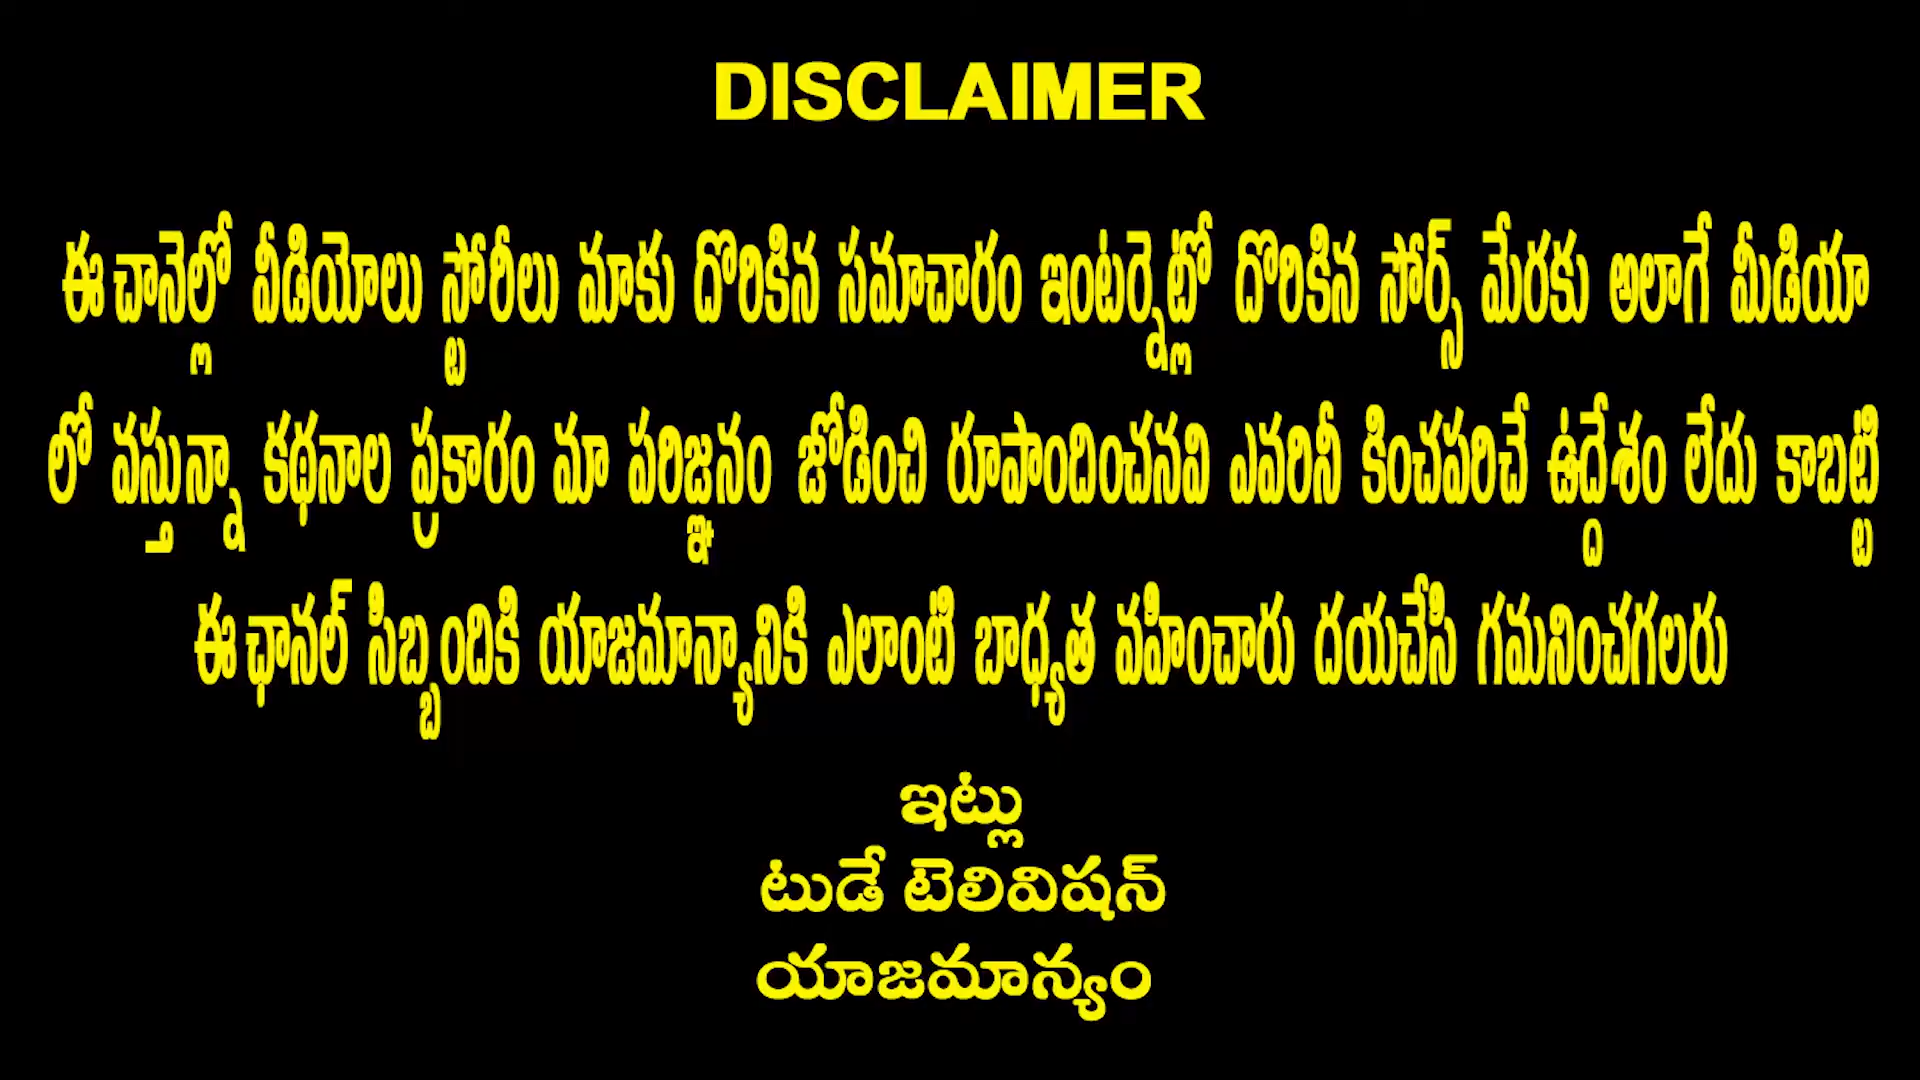 DISCLAIMER
ఈ చానెల్లో వీడియోలు స్టోరీలు మాకు దొరికిన సమాచారం ఇంటర్నెట్లో దొరికిన సోర్స్ మేరకు అలాగే మీడియా
లో వస్తున్నా కథనాల ప్రకారం మా పరిజ్ఞనం జోడించి రూపొందించనవి ఎవరినీ కించపరిచే ఉద్దేశం లేదు కాబట్టి
ఈ ఛానల్ సిబ్బందికి యాజమాన్యానికి ఎలాంటి బాధ్యత వహించారు దయచేసి గమనించగలరు
ఇట్లు
టుడే టెలివిషన్
యాజమాన్యం